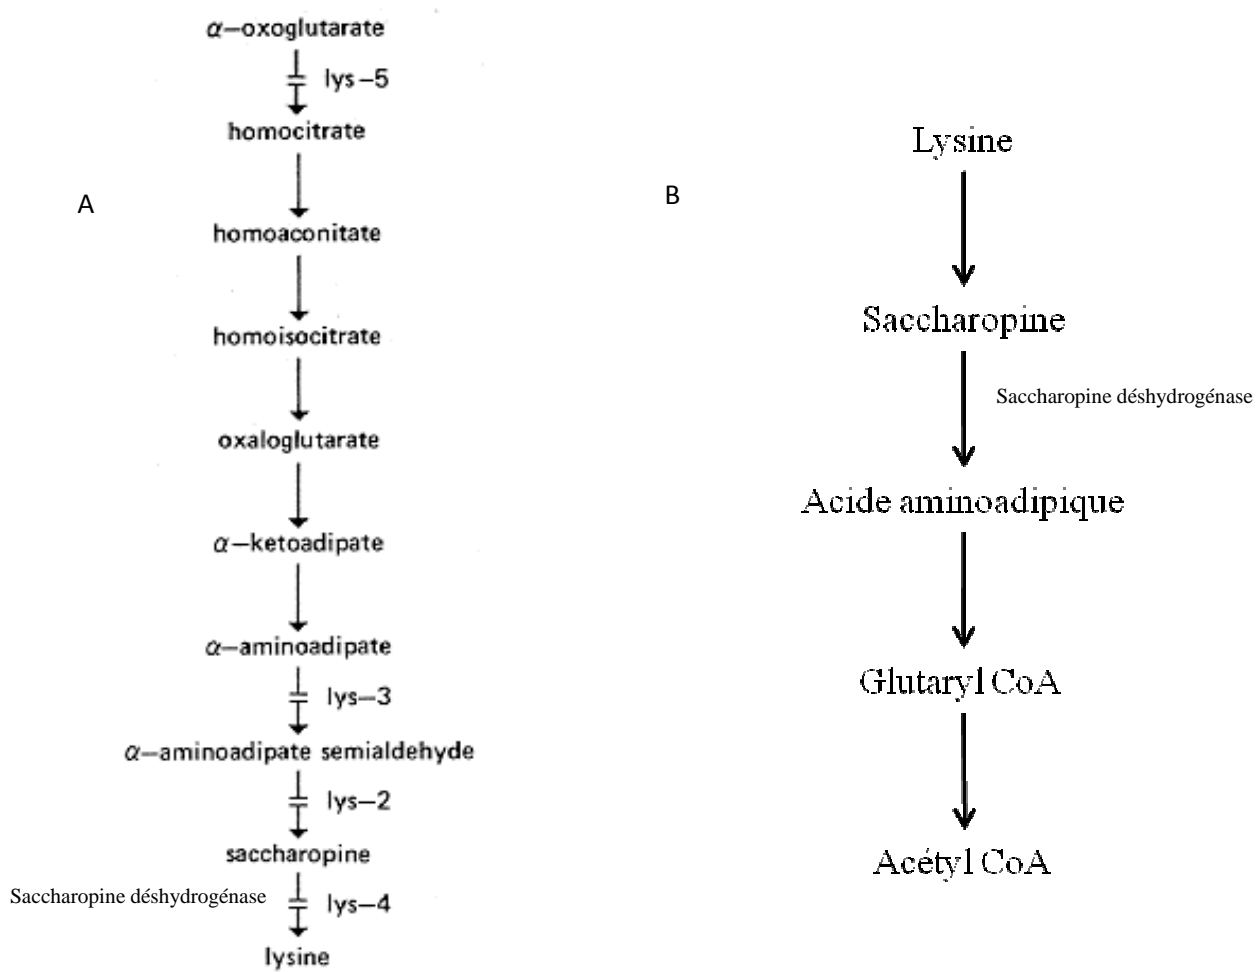 α–oxoglutarate
lys–5
homocitrate
A
homoaconitate
homoisocitrate
oxaloglutarate
α–ketoadipate
α–aminoadipate
lys–3
α–aminoadipate semialdehyde
lys–2
saccharopine
Saccharopine déshydrogénase
lys–4
lysine
B
Lysine
Saccharopine
Saccharopine déshydrogénase
Acide aminoadipique
Glutaryl CoA
Acétyl CoA